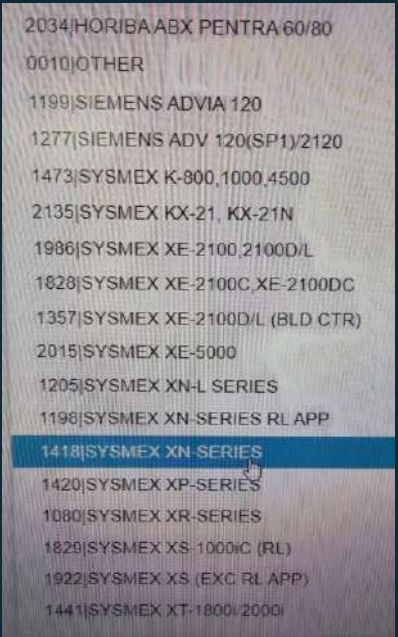 2034|HORIBA ABX PENTRA 60/80
0010|OTHER
1199|SIEMENS ADVIA 120
1277|SIEMENS ADV 120(SP1)/2120
1473|SYSMEX K-800,1000,4500
2135|SYSMEX KX-21, KX-21N
1986|SYSMEX XE-2100,2100D/L
1828|SYSMEX XE-2100C,XE-2100DC
1357|SYSMEX XE-2100D/L (BLD CTR)
2015|SYSMEX XE-5000
1205|SYSMEX XN-L SERIES
1198|SYSMEX XN-SERIES RL APP
1418|SYSMEX XN-SERIES
1420|SYSMEX XP-SERIES
1080|SYSMEX XR-SERIES
1829|SYSMEX XS-1000iC (RL)
1922|SYSMEX XS (EXC RL APP)
1441|SYSMEX XT-1800i/2000i